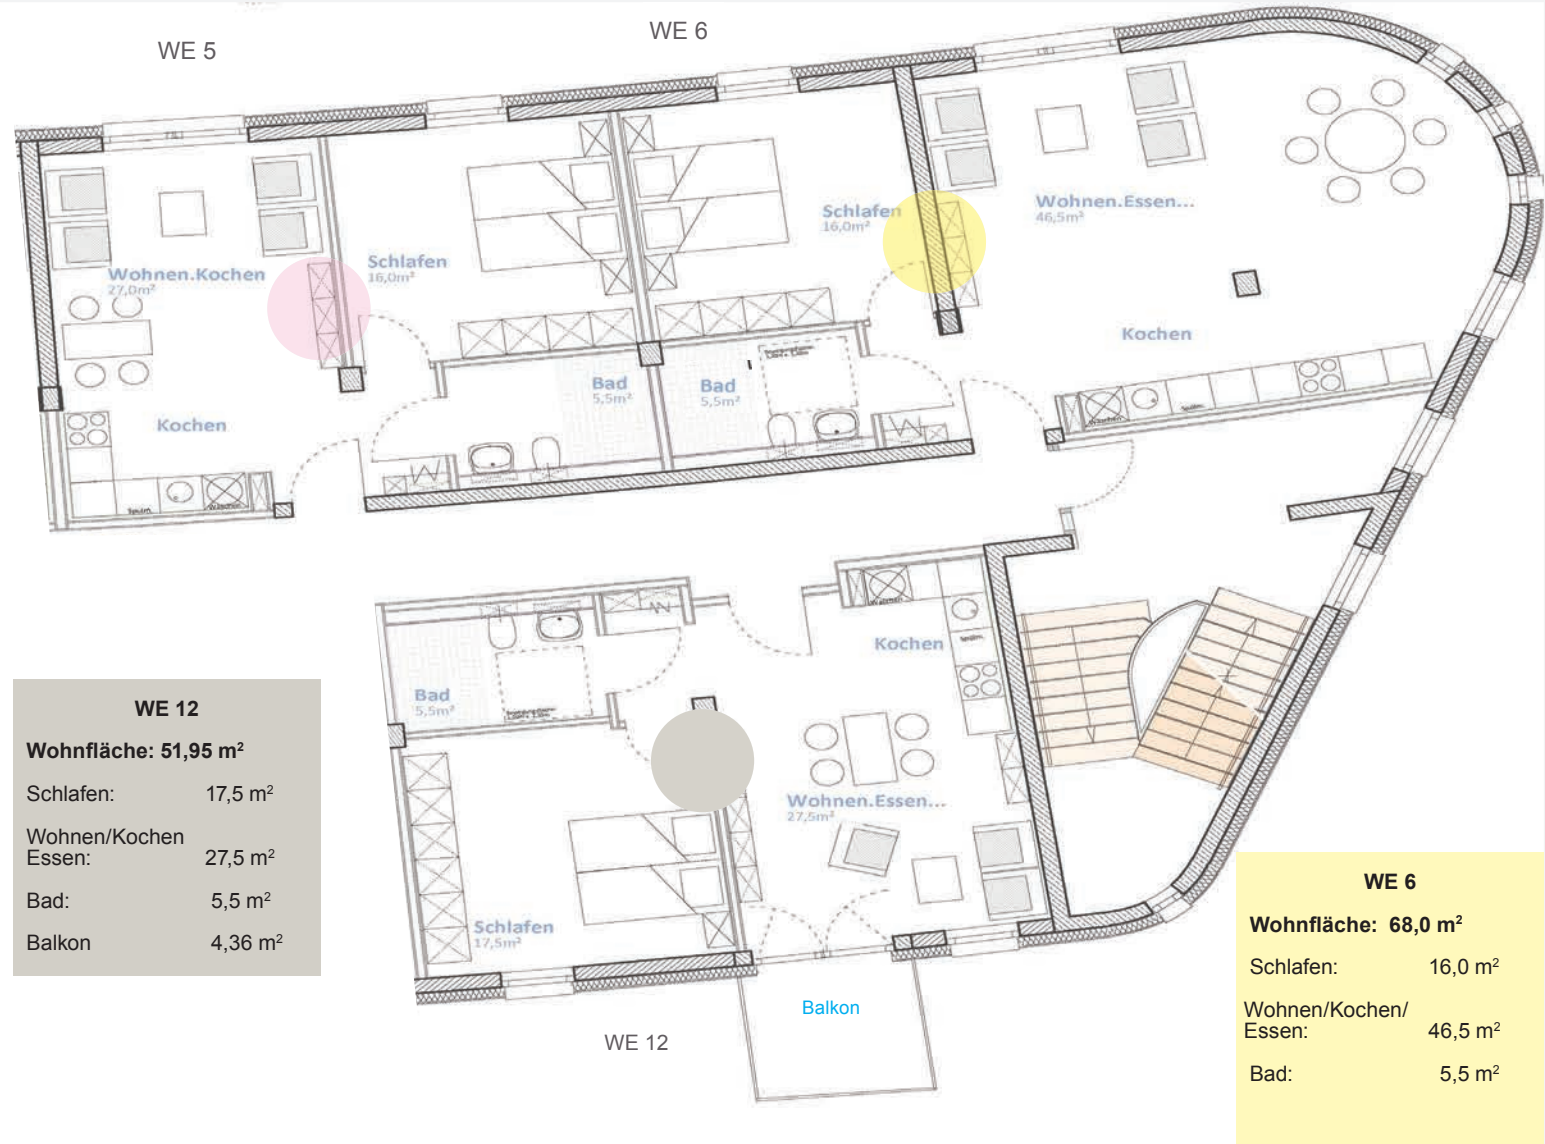 WE 5
WE 6
Wohnen.Kochen
27,0m²
Schlafen
16,0m²
Schlafen
16,0m²
Wohnen.Essen...
46,5m²
Kochen
Kochen
Bad
5,5m²
Bad
5,5m²
Kochen
Bad
5,5m²
Wohnen.Essen...
27,5m²
Schlafen
17,5m²
Balkon
WE 12
WE 12
Wohnfläche: 51,95 m²
Schlafen: 17,5 m²
Wohnen/Kochen
Essen: 27,5 m²
Bad: 5,5 m²
Balkon 4,36 m²
WE 6
Wohnfläche: 68,0 m²
Schlafen: 16,0 m²
Wohnen/Kochen/
Essen: 46,5 m²
Bad: 5,5 m²